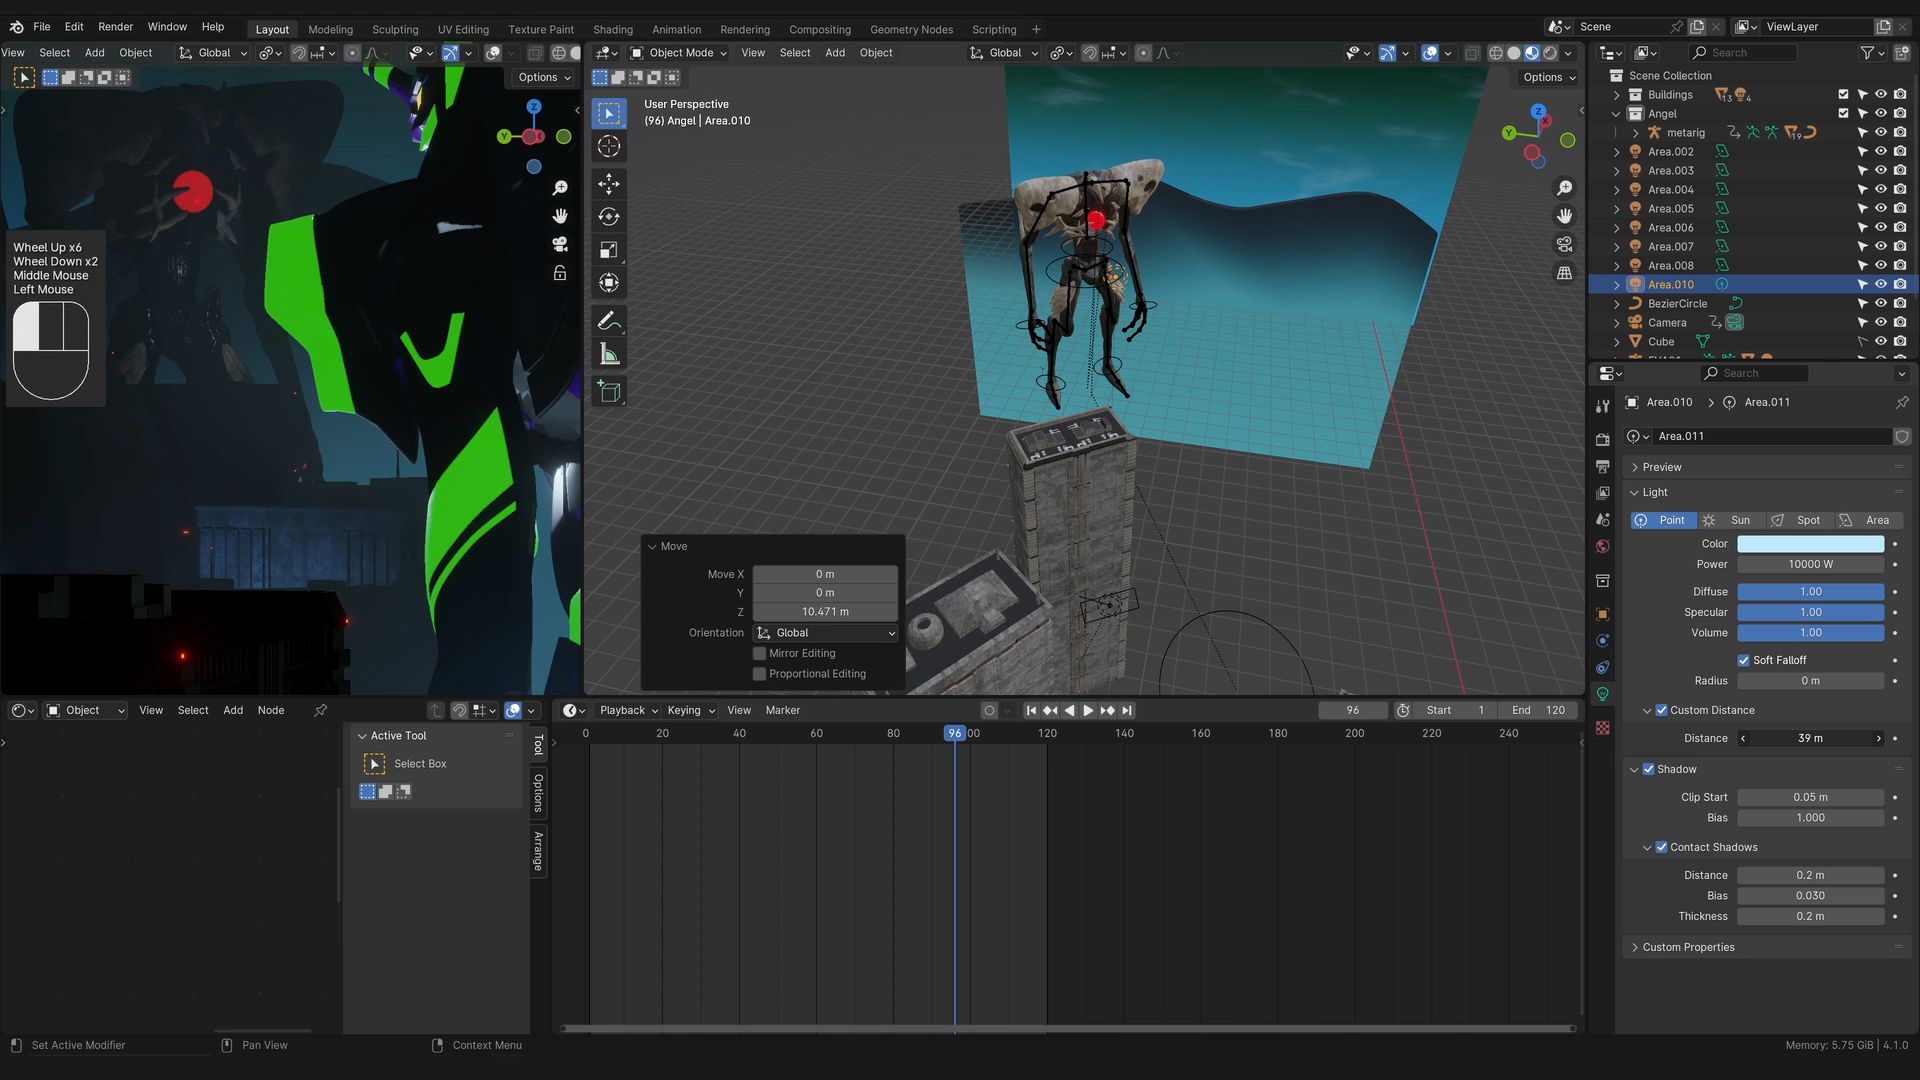 File Edit Render Window Help
Layout Modeling Sculpting UV Editing Texture Paint Shading Animation Rendering Compositing Geometry Nodes Scripting +
Scene
ViewLayer
View Select Add Object Global
Object Mode View Select Add Object Global
Search
Options
Options
User Perspective
(96) Angel | Area.010
Z
Y
Z
Y
X
Wheel Up x6
Wheel Down x2
Middle Mouse
Left Mouse
Scene Collection
Buildings 13 4
Angel
metarig 19
Area.002
Area.003
Area.004
Area.005
Area.006
Area.007
Area.008
Area.010
BezierCircle
Camera
Cube
Search
Area.010 > Area.011
Area.011
Preview
Light
Point Sun Spot Area
Color
Power 10000 W
Diffuse 1.00
Specular 1.00
Volume 1.00
Soft Falloff
Radius 0 m
Custom Distance
Distance 39 m
Shadow
Clip Start 0.05 m
Bias 1.000
Contact Shadows
Distance 0.2 m
Bias 0.030
Thickness 0.2 m
Custom Properties
Move
Move X 0 m
Y 0 m
Z 10.471 m
Orientation Global
Mirror Editing
Proportional Editing
Object View Select Add Node
Active Tool
Select Box
Tool
Options
Arrange
Playback Keying View Marker
96 Start 1 End 120
0 20 40 60 80 96 00 120 140 160 180 200 220 240
Set Active Modifier Pan View Context Menu
Memory: 5.75 GiB | 4.1.0